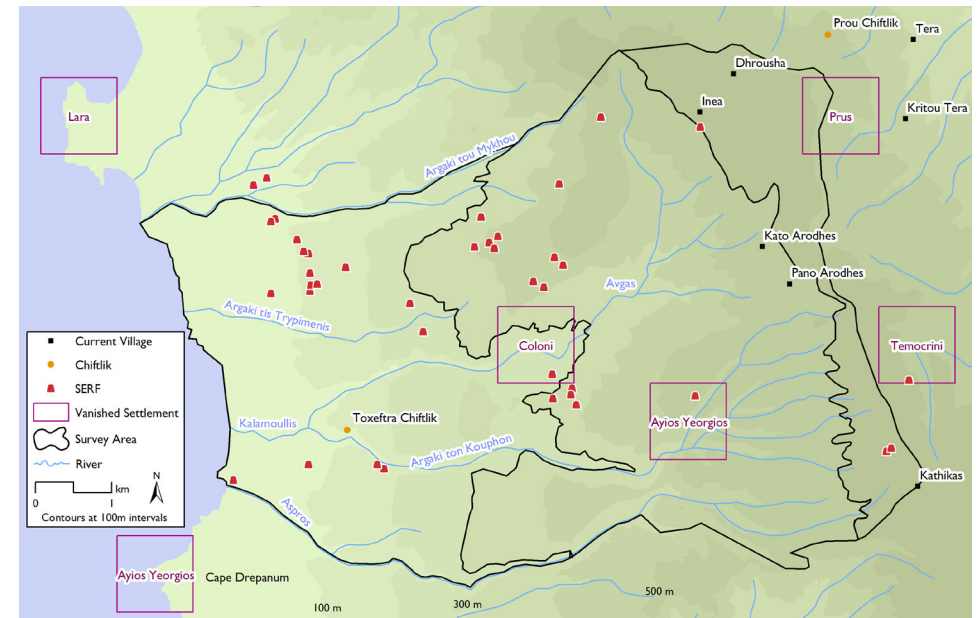 Prou Chiftlik
Tera
Dhrousha
Inea
Lara
Prus
Kritou Tera
Argaki tou Mykhou
Kato Arodhes
Pano Arodhes
Avgas
Argaki tis Trypimenis
Coloni
Temocrini
Current Village
Chiftlik
SERF
Vanished Settlement
Survey Area
River
N
km
0 1
Contours at 100m intervals
Toxeftra Chiftlik
Kalamoullis
Argaki ton Kouphon
Ayios Yeorgios
Kathikas
Aspros
Ayios Yeorgios
Cape Drepanum
100 m
300 m
500 m